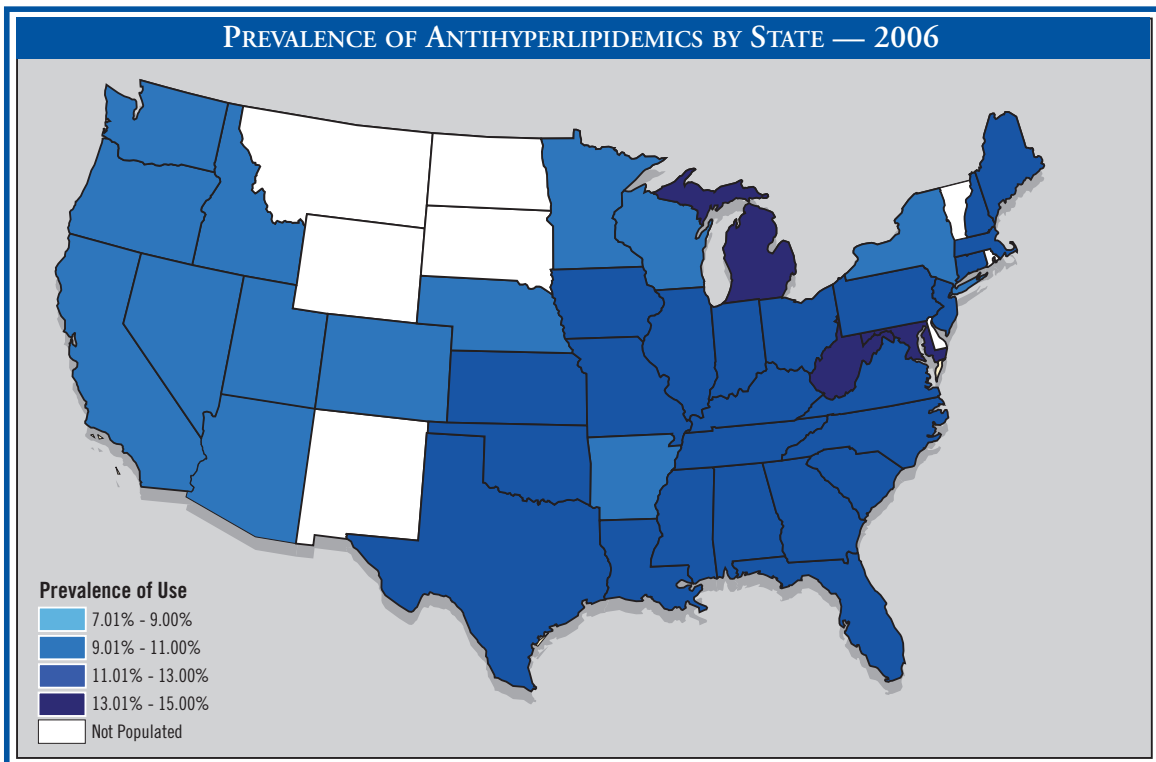 PREVALENCE OF ANTIHYPERLIPIDEMICS BY STATE — 2006
Prevalence of Use
7.01% - 9.00%
9.01% - 11.00%
11.01% - 13.00%
13.01% - 15.00%
Not Populated